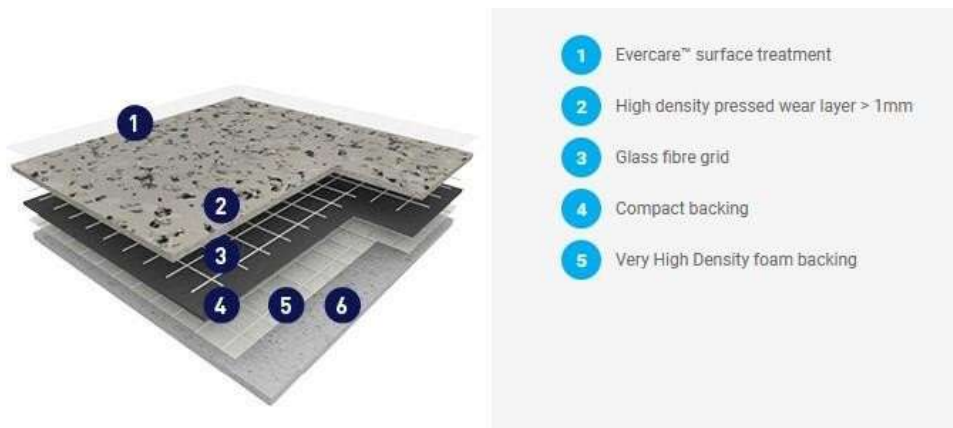 1
2
3
4
5
6
1 Evercare™ surface treatment
2 High density pressed wear layer > 1mm
3 Glass fibre grid
4 Compact backing
5 Very High Density foam backing